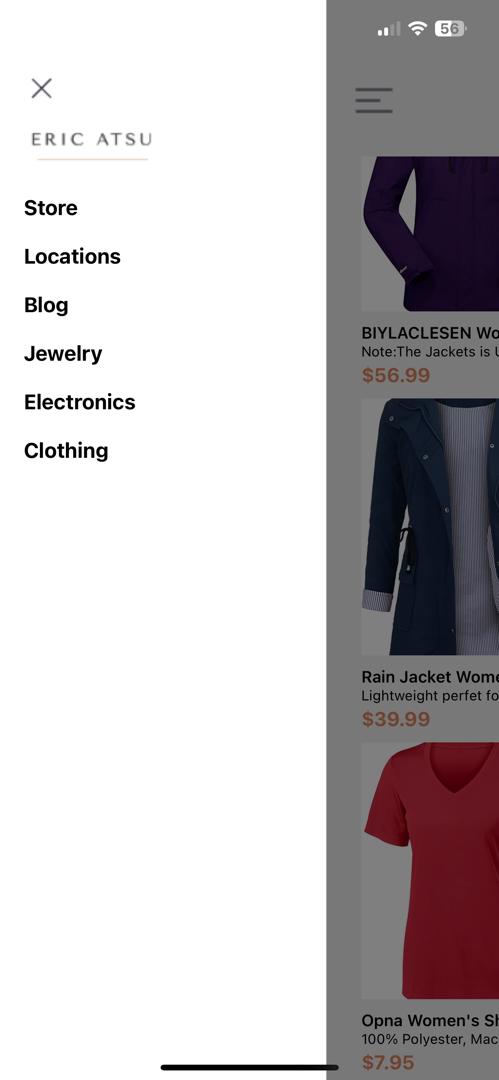 56
ERIC ATSU
Store
Locations
Blog
Jewelry
Electronics
Clothing
BIYLACLESEN Wo
Note:The Jackets is U
$56.99
Rain Jacket Wome
Lightweight perfet fo
$39.99
Opna Women's Sh
100% Polyester, Mac
$7.95